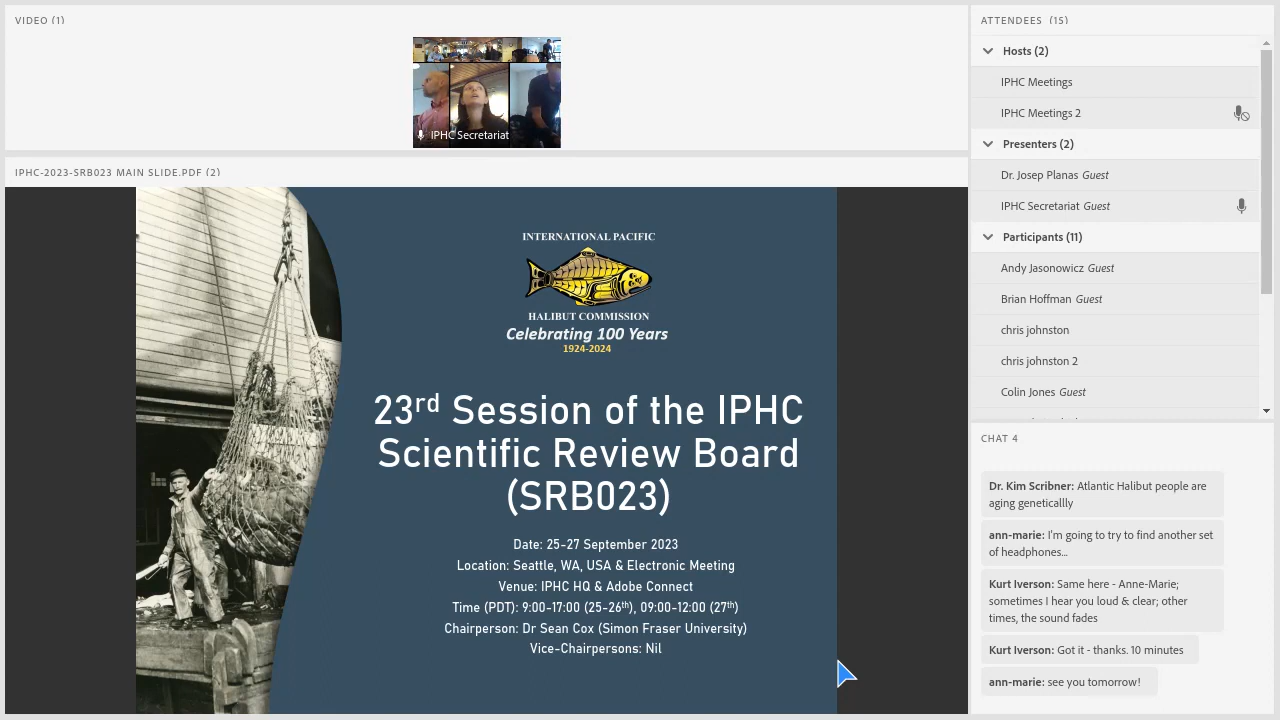 VIDEO (1)
IPHC Secretariat
IPHC-2023-SRB023 MAIN SLIDE.PDF (2)
INTERNATIONAL PACIFIC
HALIBUT COMMISSION
Celebrating 100 Years
1924-2024
23rd Session of the IPHC
Scientific Review Board
(SRB023)
Date: 25-27 September 2023
Location: Seattle, WA, USA & Electronic Meeting
Venue: IPHC HQ & Adobe Connect
Time (PDT): 9:00-17:00 (25-26th), 09:00-12:00 (27th)
Chairperson: Dr Sean Cox (Simon Fraser University)
Vice-Chairpersons: Nil
ATTENDEES (15)
Hosts (2)
IPHC Meetings
IPHC Meetings 2
Presenters (2)
Dr. Josep Planas Guest
IPHC Secretariat Guest
Participants (11)
Andy Jasonowicz Guest
Brian Hoffman Guest
chris johnston
chris johnston 2
Colin Jones Guest
CHAT 4
Dr. Kim Scribner: Atlantic Halibut people are
aging geneticallly
ann-marie: I'm going to try to find another set
of headphones...
Kurt Iverson: Same here - Anne-Marie;
sometimes I hear you loud & clear; other
times, the sound fades
Kurt Iverson: Got it - thanks. 10 minutes
ann-marie: see you tomorrow!